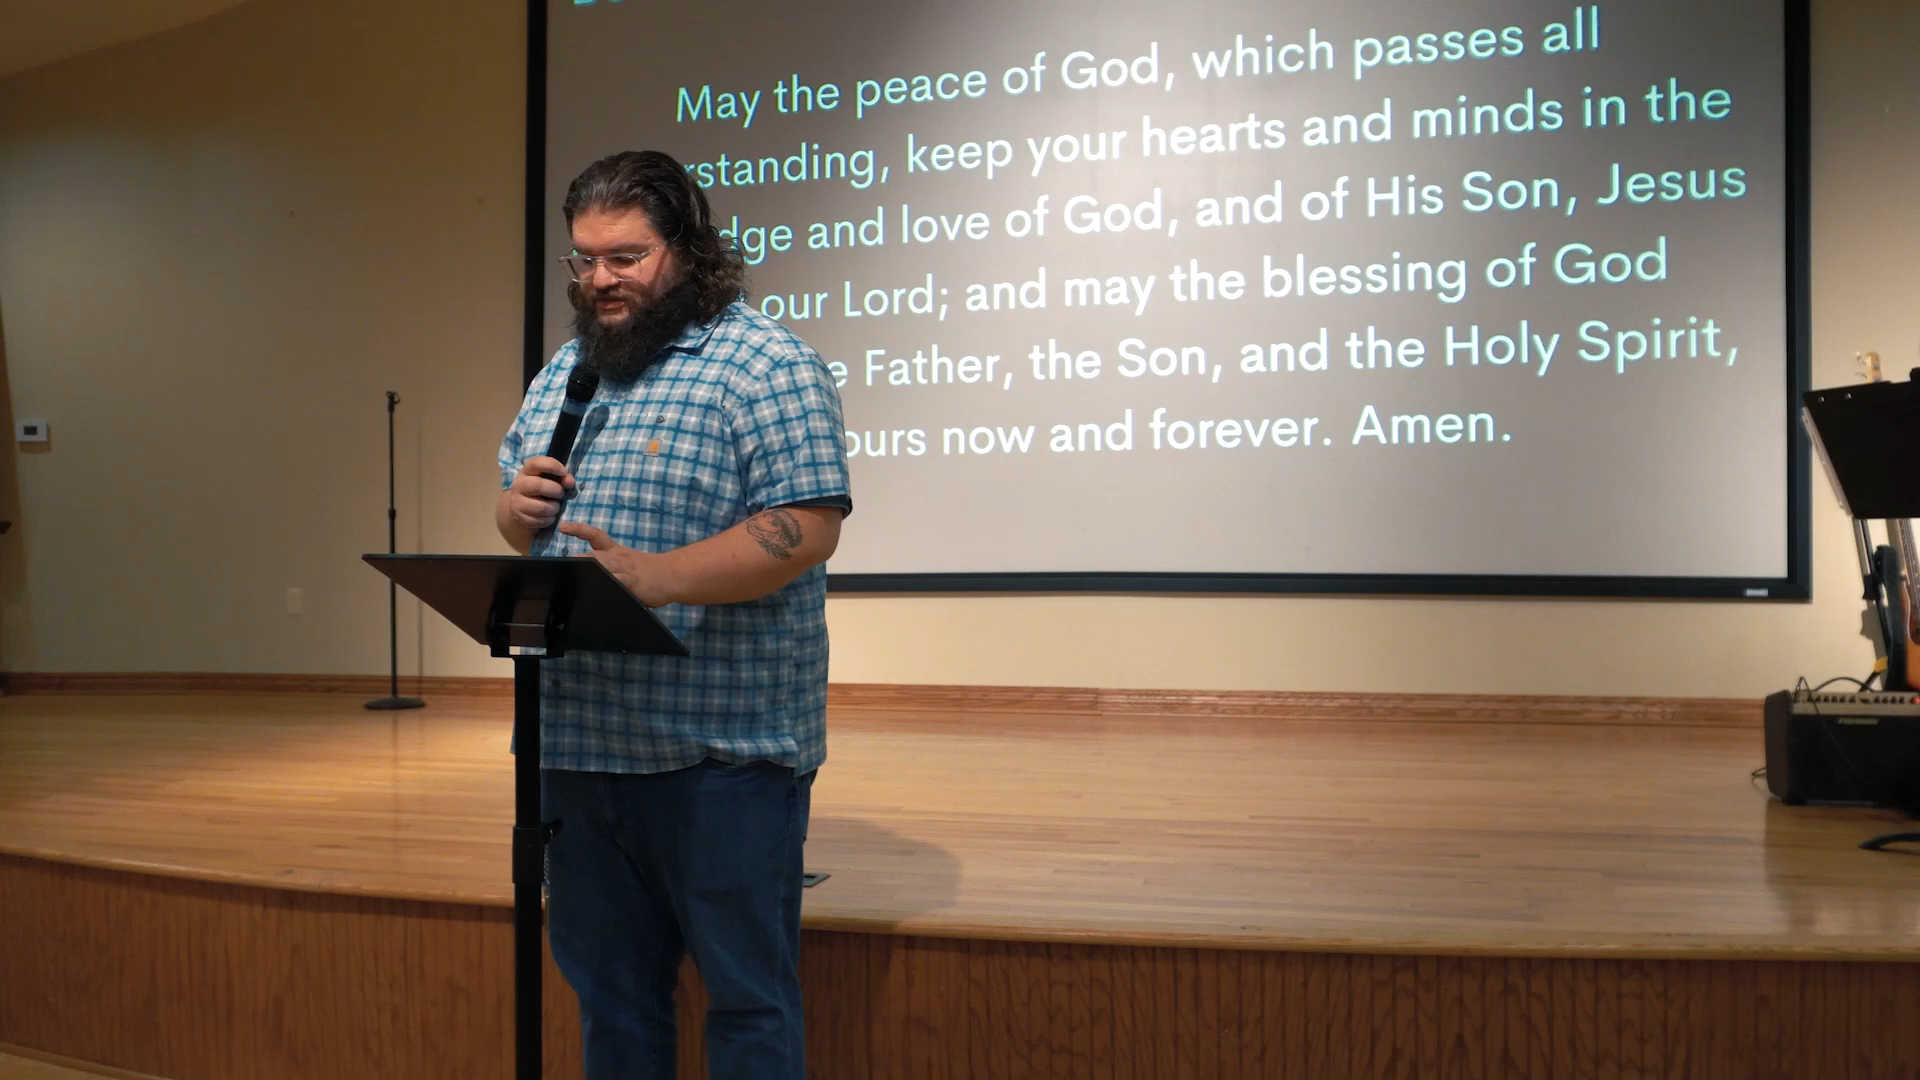 May the peace of God, which passes all
rstanding, keep your hearts and minds in the
dge and love of God, and of His Son, Jesus
our Lord; and may the blessing of God
e Father, the Son, and the Holy Spirit,
ours now and forever. Amen.